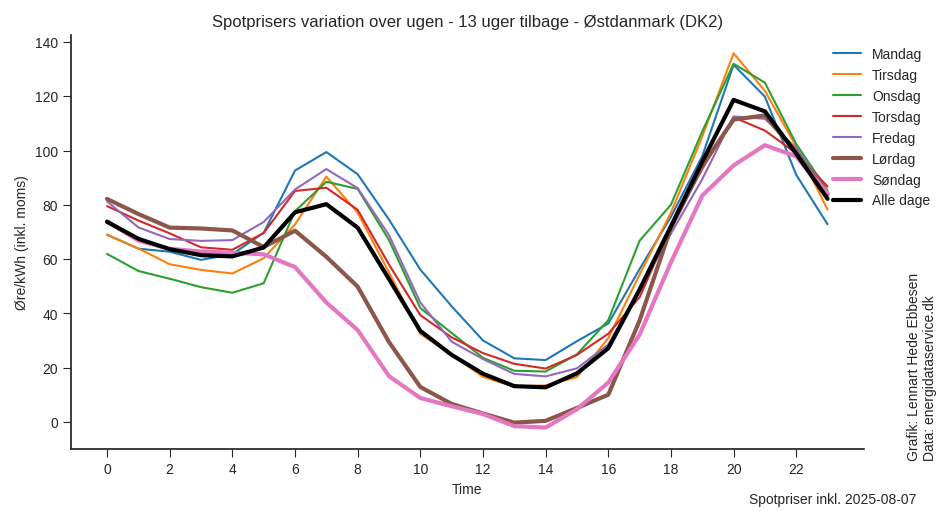 Spotprisers variation over ugen - 13 uger tilbage - Østdanmark (DK2)
Øre/kWh (inkl. moms)
140
120
100
80
60
40
20
0
0 2 4 6 8 10 12 14 16 18 20 22
Time
Mandag
Tirsdag
Onsdag
Torsdag
Fredag
Lørdag
Søndag
Alle dage
Grafik: Lennart Hede Ebbesen
Data: energidataservice.dk
Spotpriser inkl. 2025-08-07